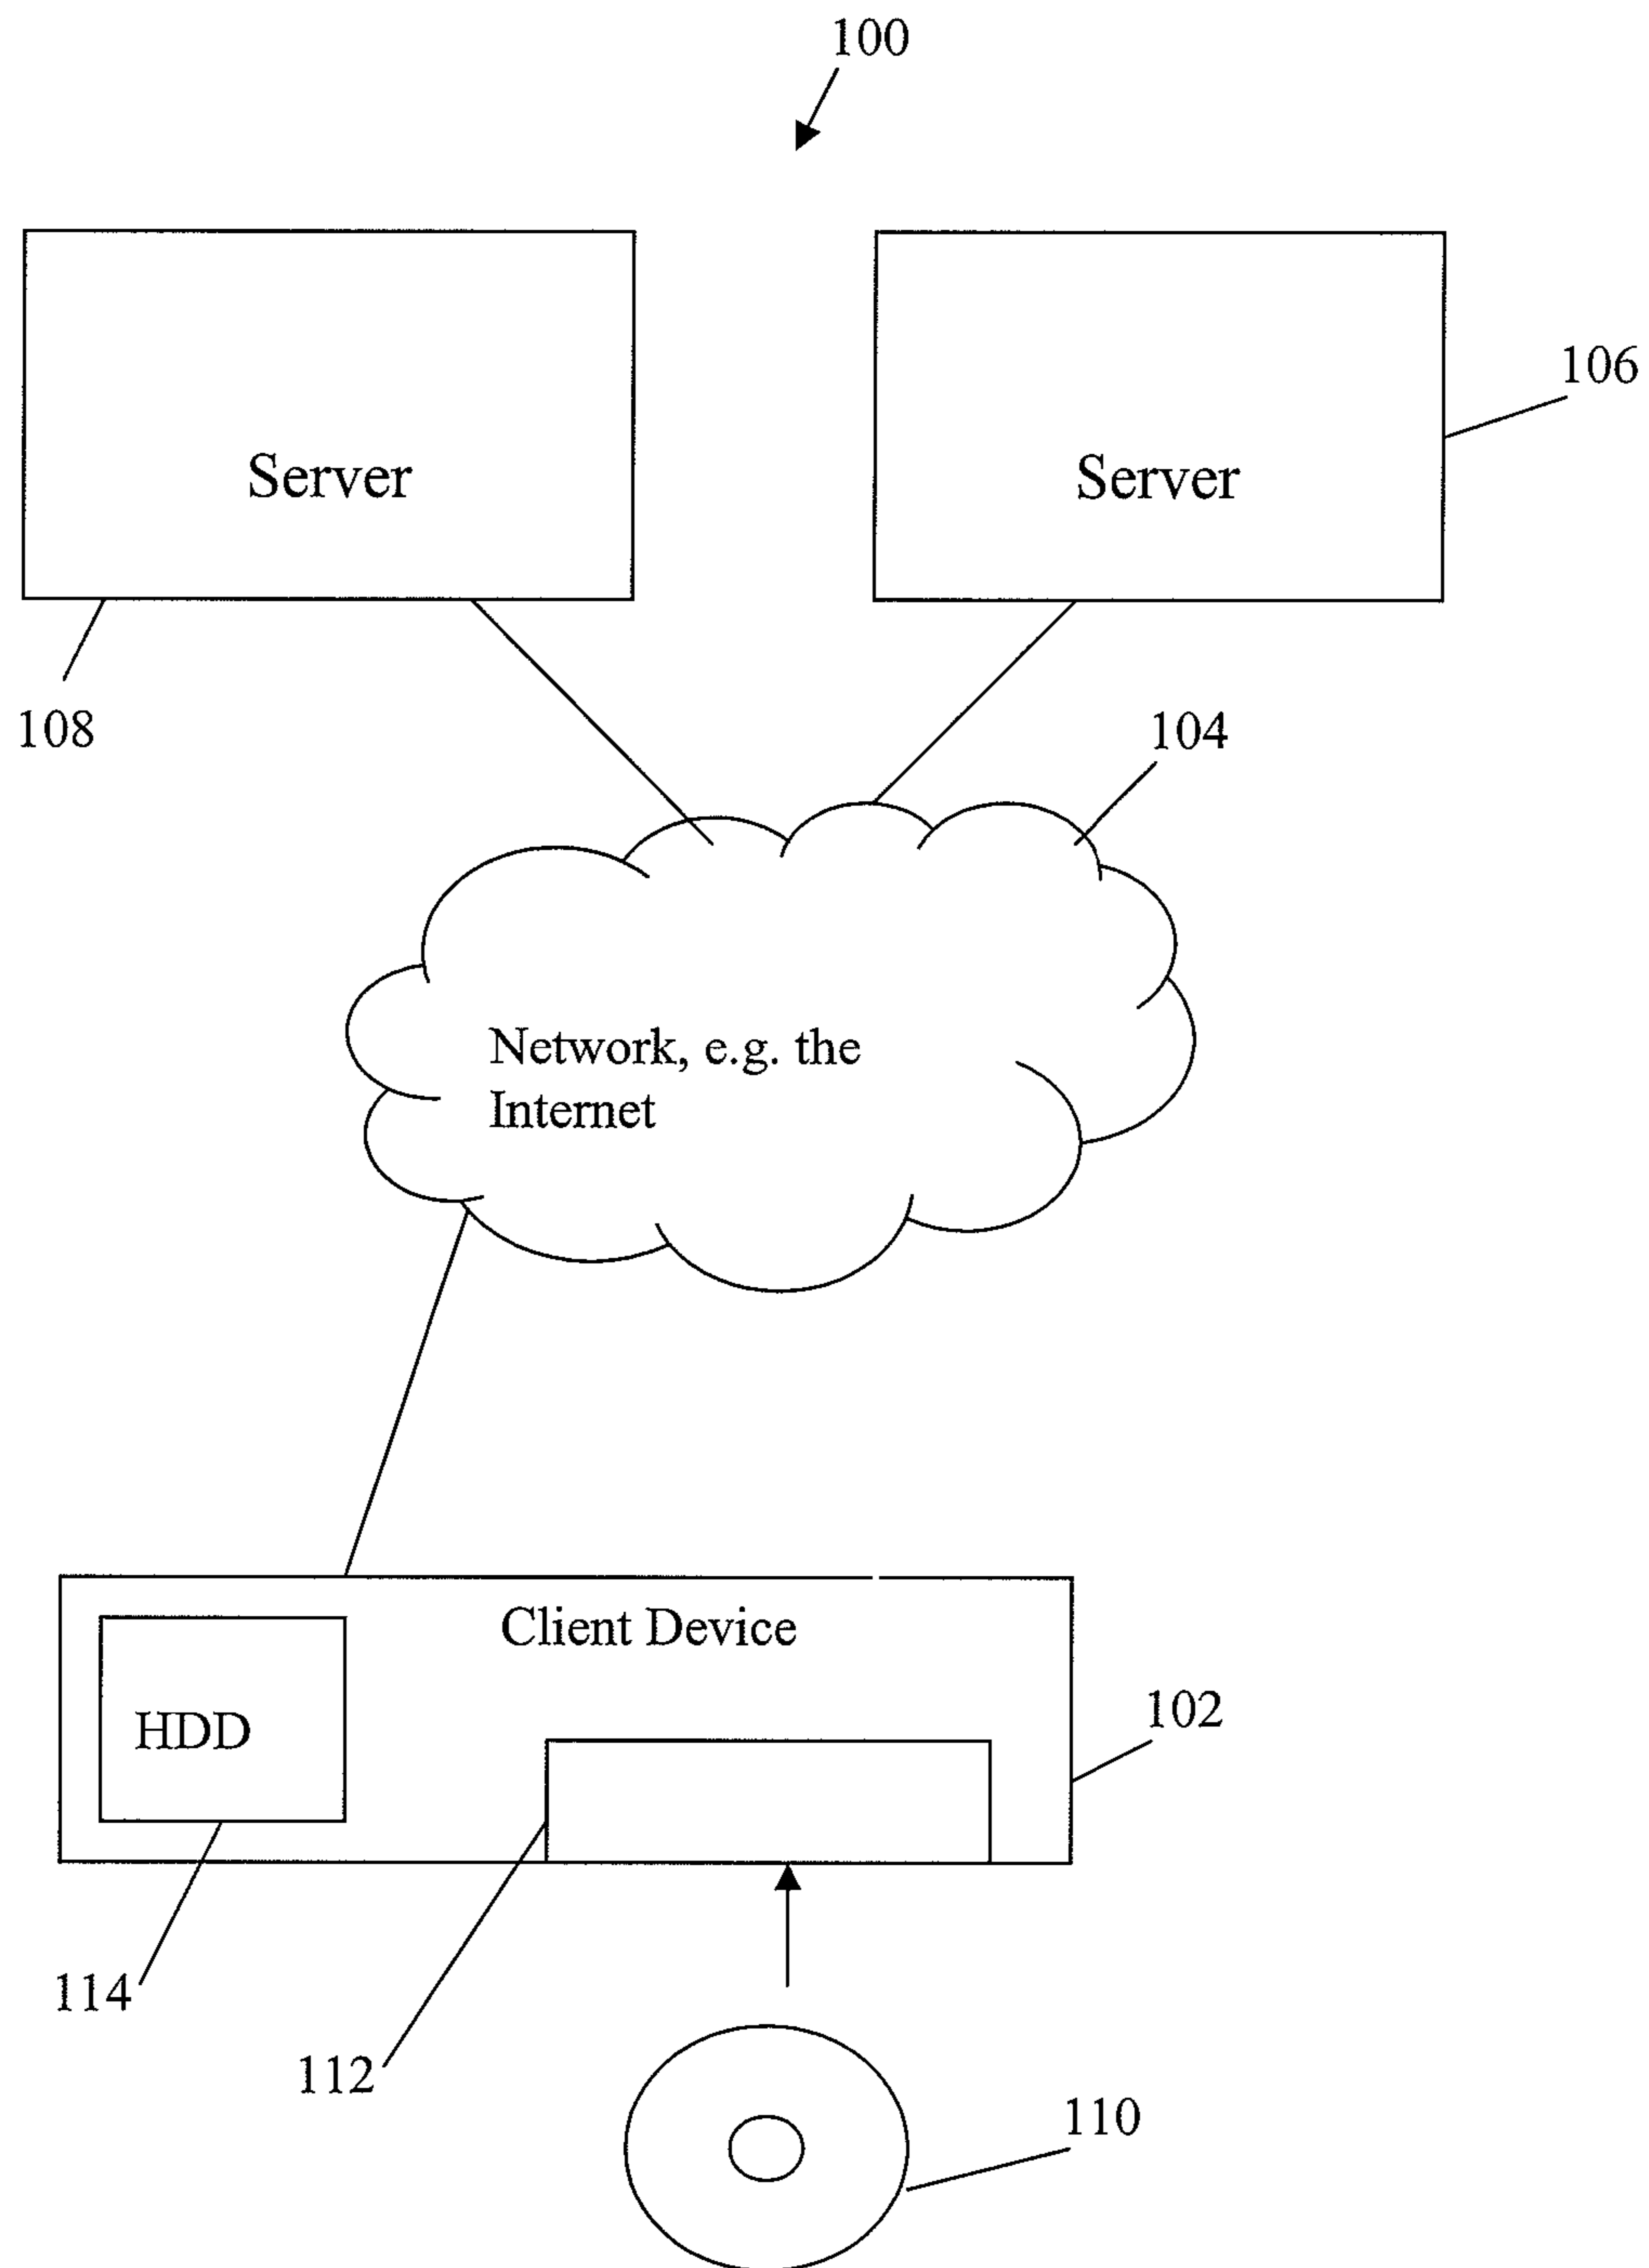 100
106
Server
Server
108
104
Network, e.g. the
Internet
Client Device
102
HDD
114
112
110